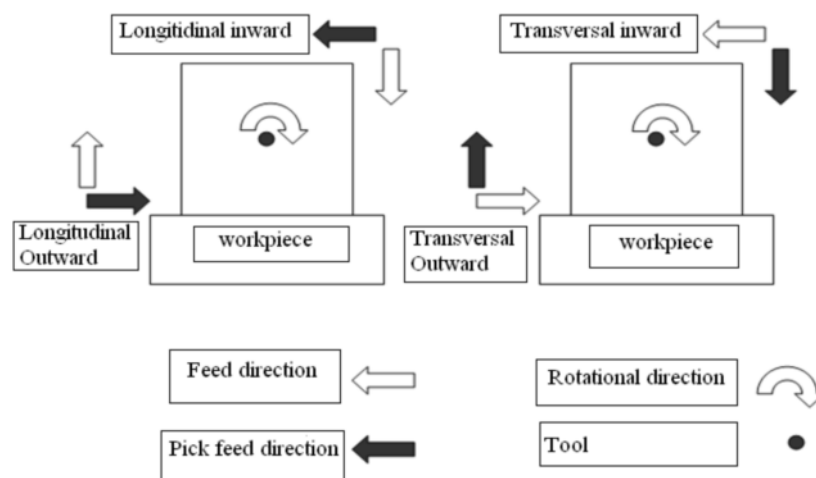 Longitidinal inward
Transversal inward
Longitudinal
Outward
workpiece
Transversal
Outward
workpiece
Feed direction
Rotational direction
Pick feed direction
Tool